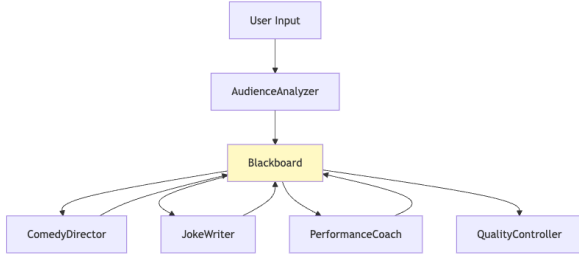 User Input
AudienceAnalyzer
Blackboard
ComedyDirector
JokeWriter
PerformanceCoach
QualityController